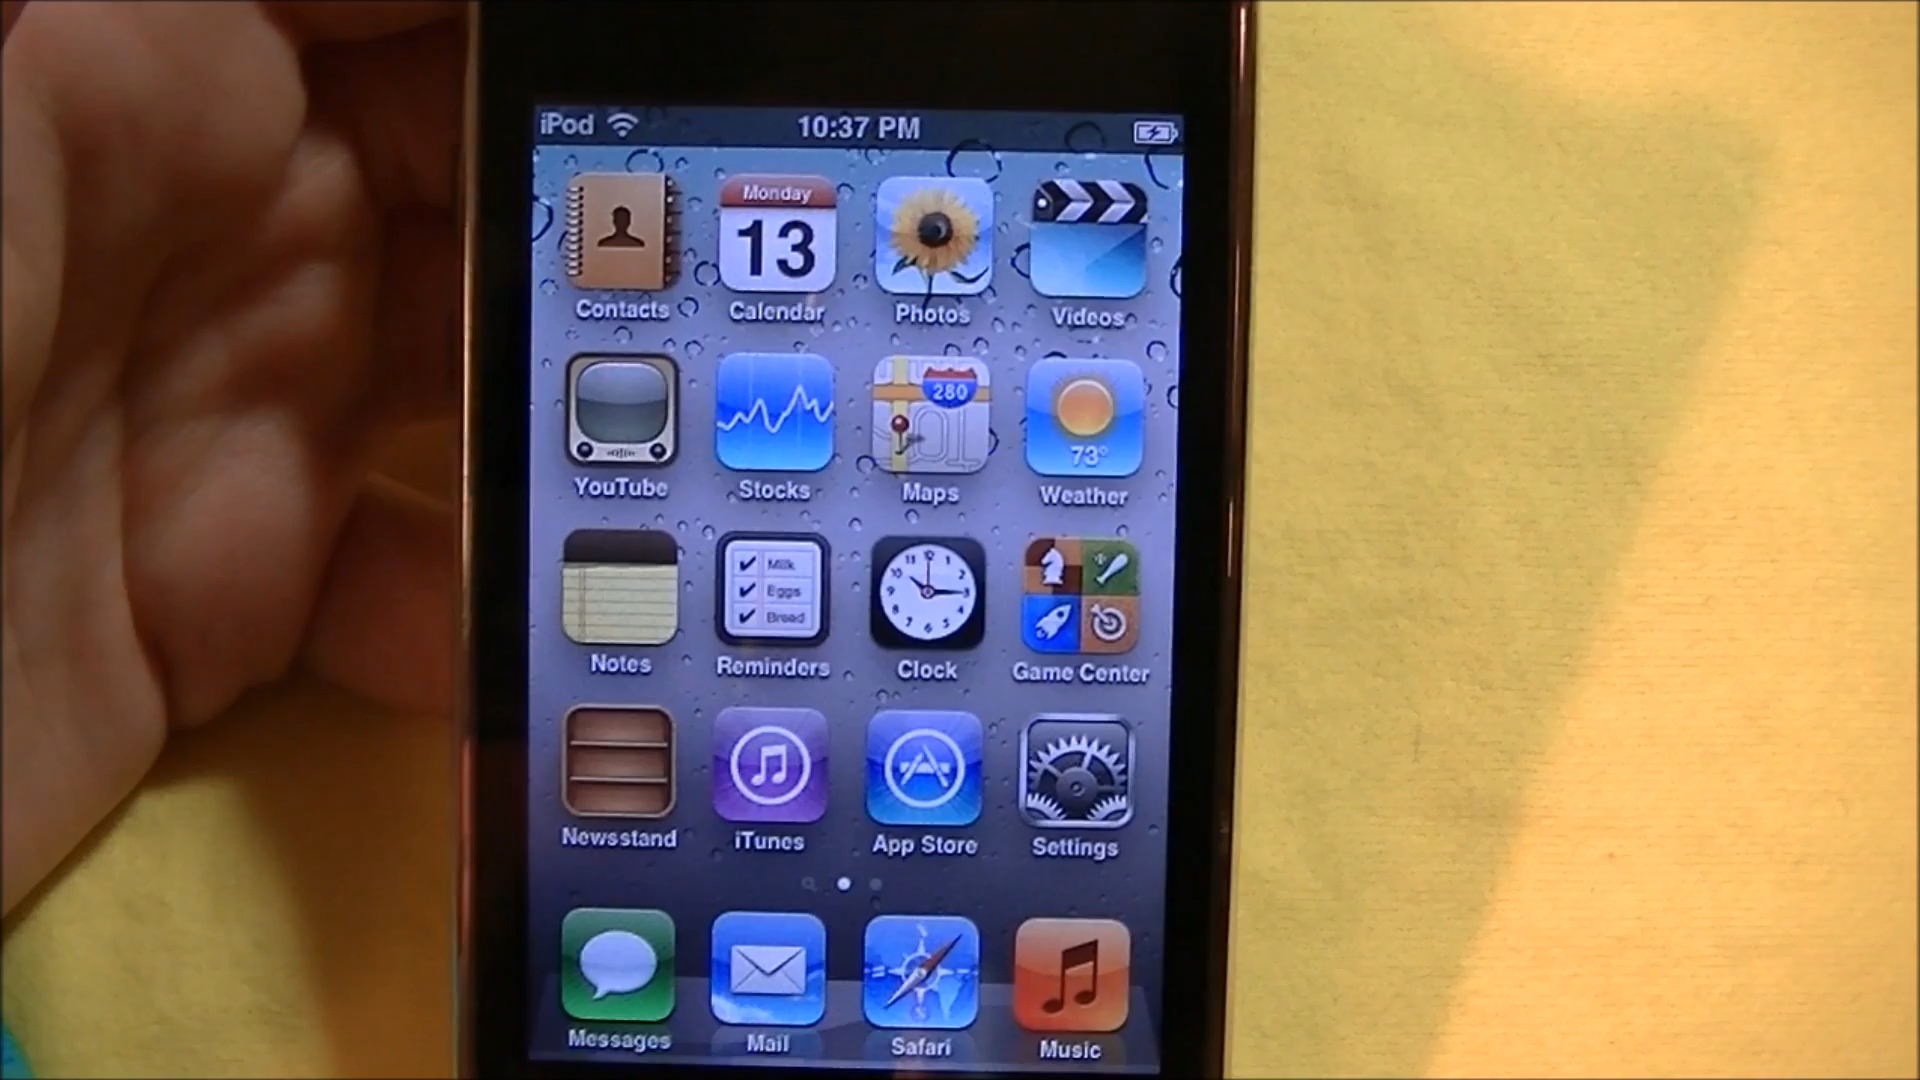 iPod 10:37 PM
Monday
13
Contacts Calendar Photos Videos
280
73°
YouTube Stocks Maps Weather
Milk
Eggs
Bread
Notes Reminders Clock Game Center
Newsstand iTunes App Store Settings
Messages Mail Safari Music